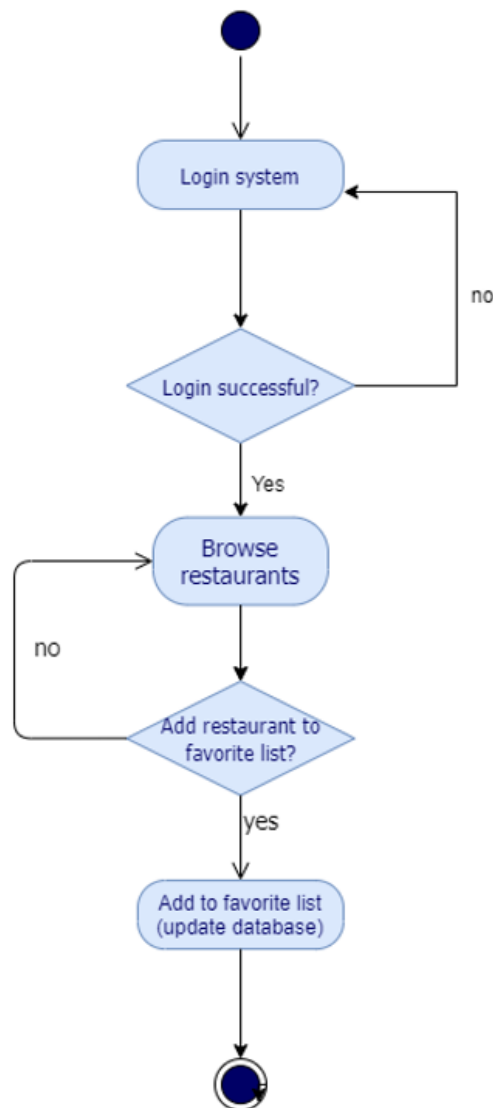 Login system
no
Login successful?
Yes
Browse
restaurants
no
Add restaurant to
favorite list?
yes
Add to favorite list
(update database)